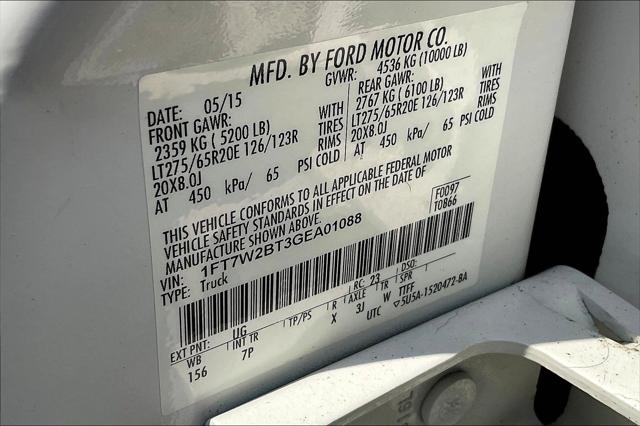 MFD. BY FORD MOTOR CO.
DATE: 05/15 GVWR: 4536 KG (10000 LB)
FRONT GAWR: REAR GAWR:
2359 KG ( 5200 LB) WITH 2767 KG ( 6100 LB) WITH
LT275/65R20E 126/123R TIRES LT275/65R20E 126/123R TIRES
20X8.0J RIMS 20X8.0J RIMS
AT 450 kPa/ 65 PSI COLD AT 450 kPa/ 65 PSI COLD
THIS VEHICLE CONFORMS TO ALL APPLICABLE FEDERAL MOTOR
VEHICLE SAFETY STANDARDS IN EFFECT ON THE DATE OF
MANUFACTURE SHOWN ABOVE.
VIN: 1FT7W2BT3GEA01088 F0097
TYPE: Truck T0866
EXT PNT: UG RC: 23 DSO:
WB INT TR TP/PS R AXLE TR SPR
156 7P X 3J W TTFF
UTC ▽5U5A-1520472-BA